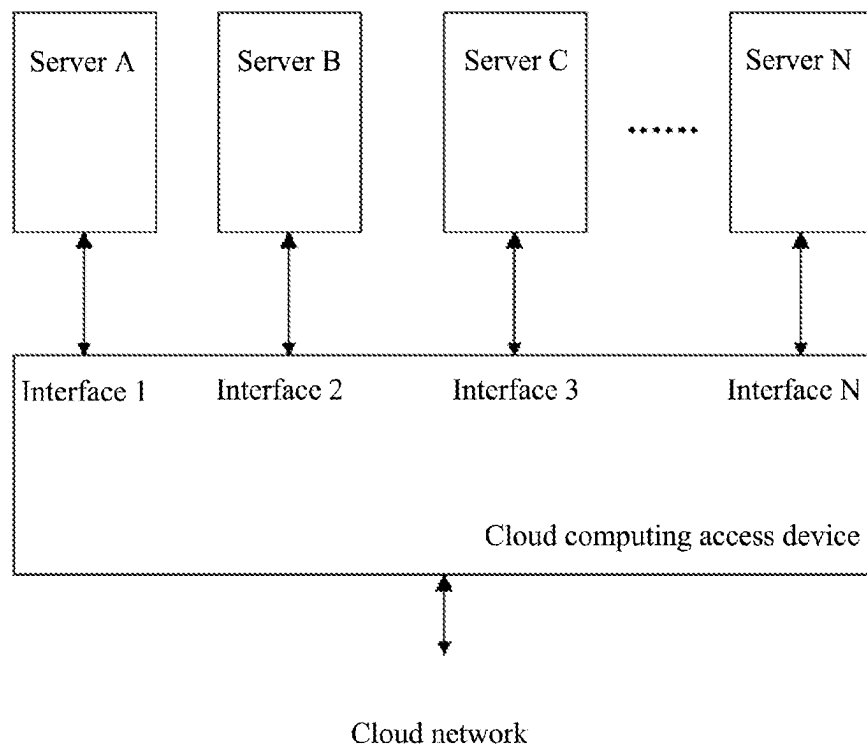 Server A
Server B
Server C
Server N
Interface 1
Interface 2
Interface 3
Interface N
Cloud computing access device
Cloud network